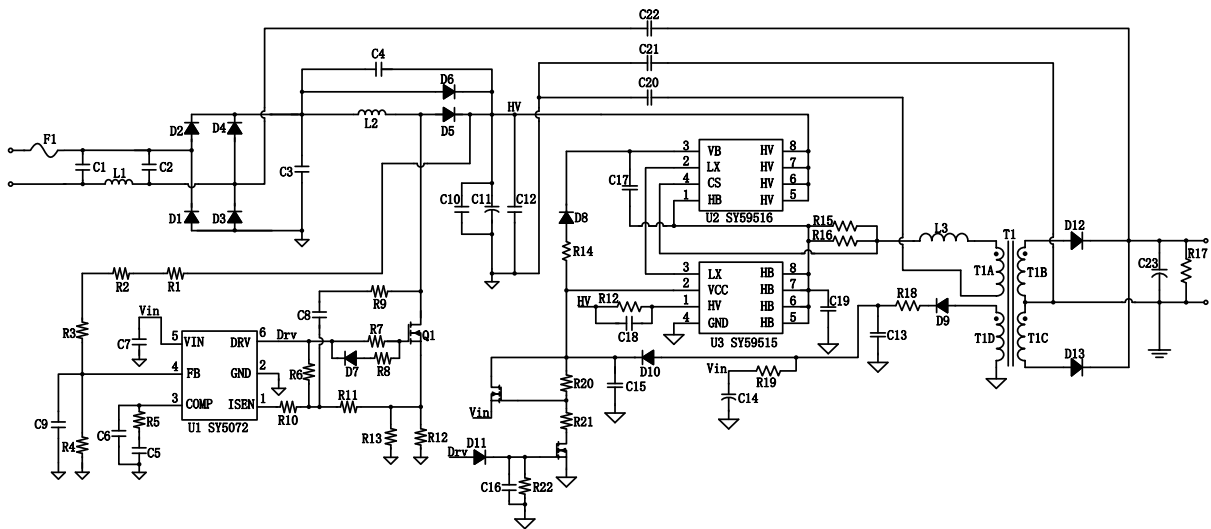 C22
C21
C20
C4
D6
D5
HV
L2
D2
D4
F1
C1
C2
L1
C3
D1
D3
C10
C11
C12
C17
3 VB HV 8
2 LX HV 7
4 CS HV 6
1 HB HV 5
U2 SY59516
D8
R14
R15
R16
L3
T1
T1A
T1B
D12
C23
R17
3 LX HB 8
2 VCC HB 7
1 HV HB 6
4 GND HB 5
U3 SY59515
HV
R12
C18
C19
R18
D9
C13
T1D
T1C
D13
R2
R1
R3
Vin
C7
R9
C8
5 VIN DRV 6
4 FB GND 2
3 COMP ISEN 1
U1 SY5072
Drv
R7
Q1
D7
R8
R6
R10
R11
R13
R12
C9
R4
C6
R5
C5
Vin
R20
R21
C15
D10
Vin
R19
C14
Drv
D11
C16
R22